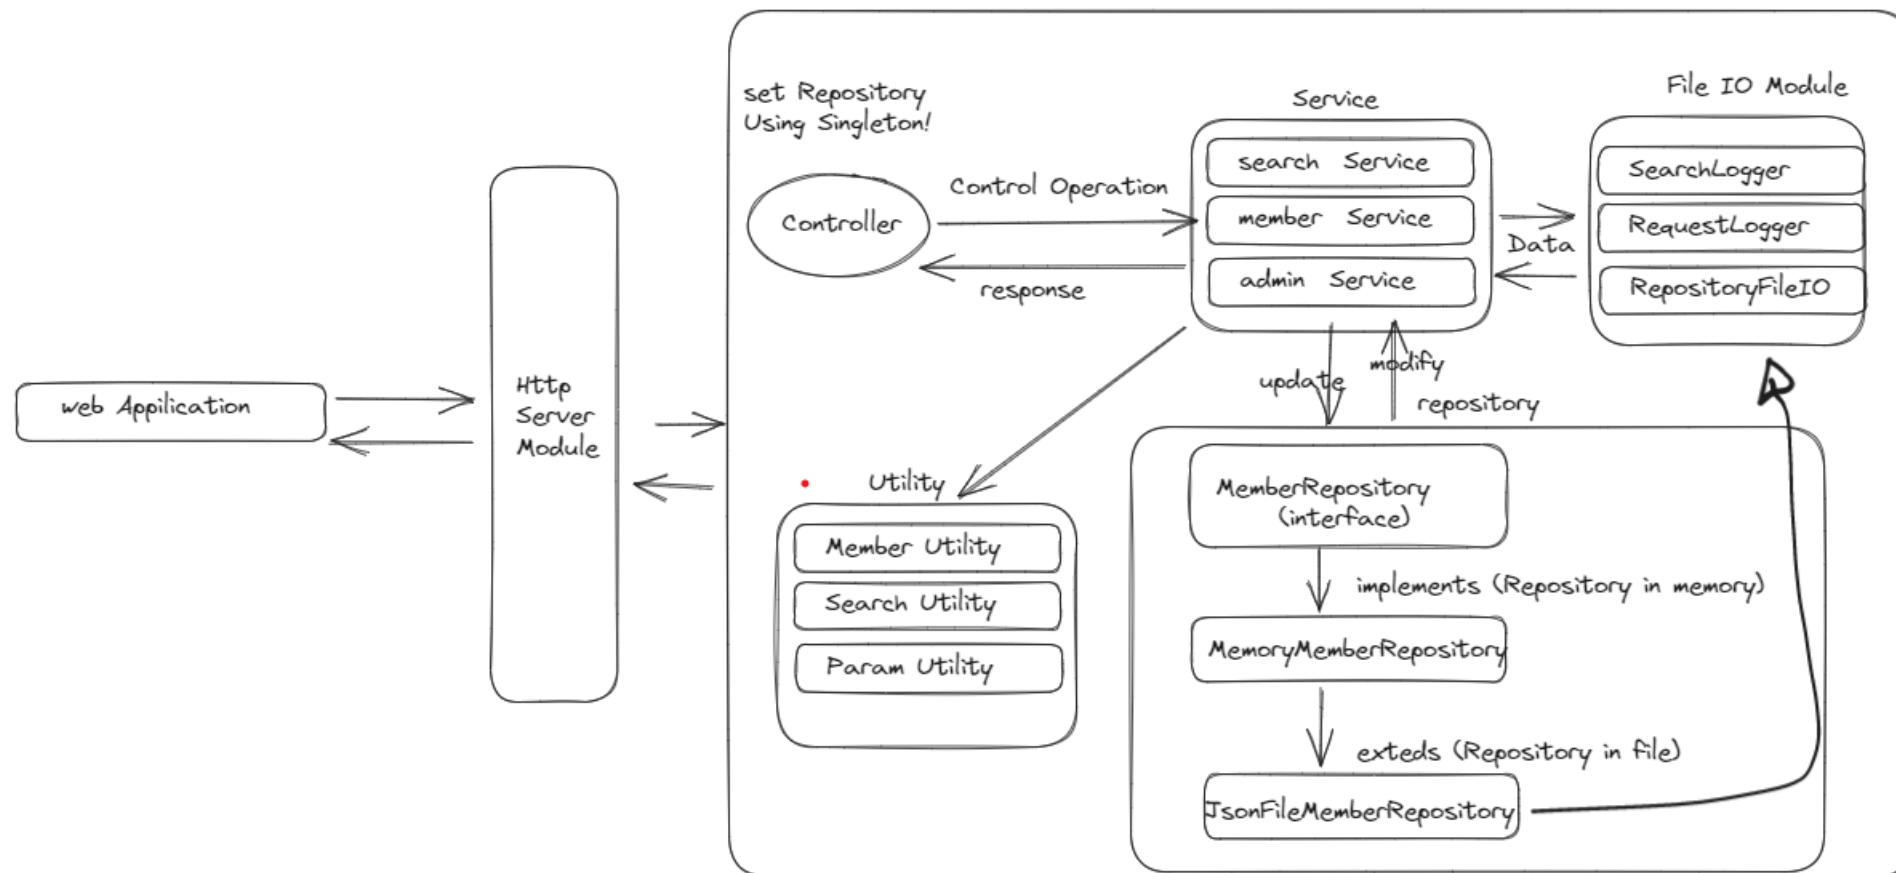 web Appilication
Http
Server
Module
set Repository
Using Singleton!
Controller
Control Operation
response
Service
search Service
member Service
admin Service
Data
File IO Module
SearchLogger
RequestLogger
RepositoryFileIO
update
modify
repository
Utility
Member Utility
Search Utility
Param Utility
MemberRepository
(interface)
implements (Repository in memory)
MemoryMemberRepository
exteds (Repository in file)
JsonFileMemberRepository